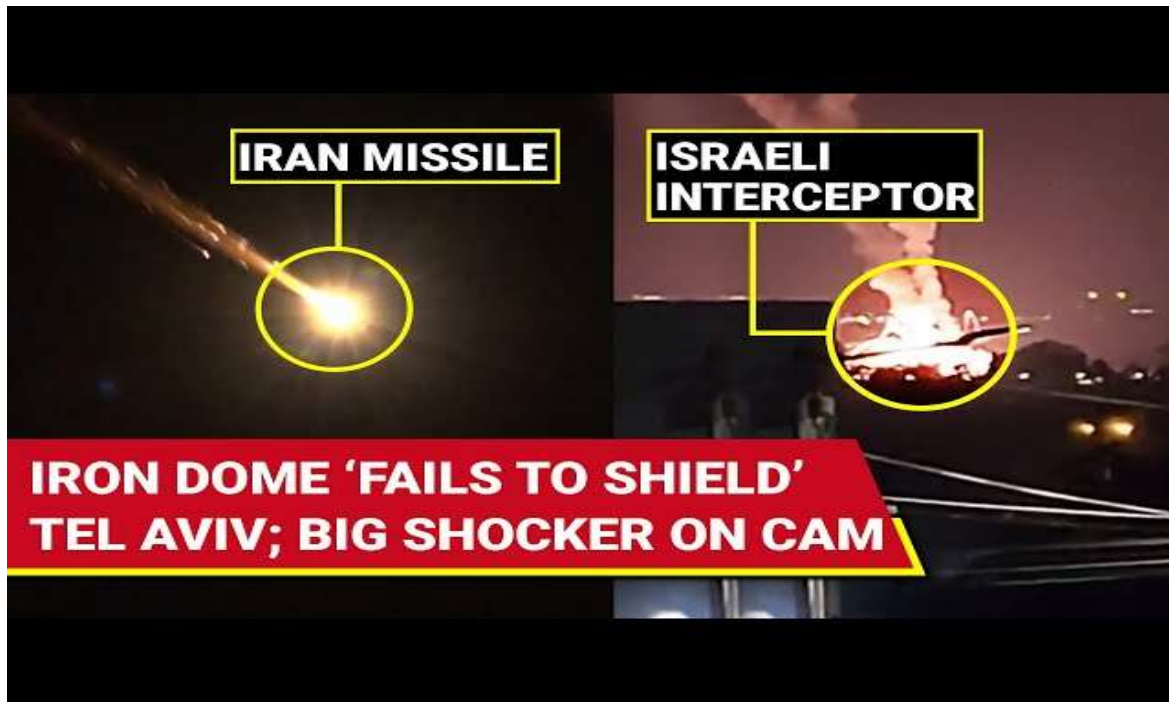 IRAN MISSILE
ISRAELI
INTERCEPTOR
IRON DOME ‘FAILS TO SHIELD’
TEL AVIV; BIG SHOCKER ON CAM